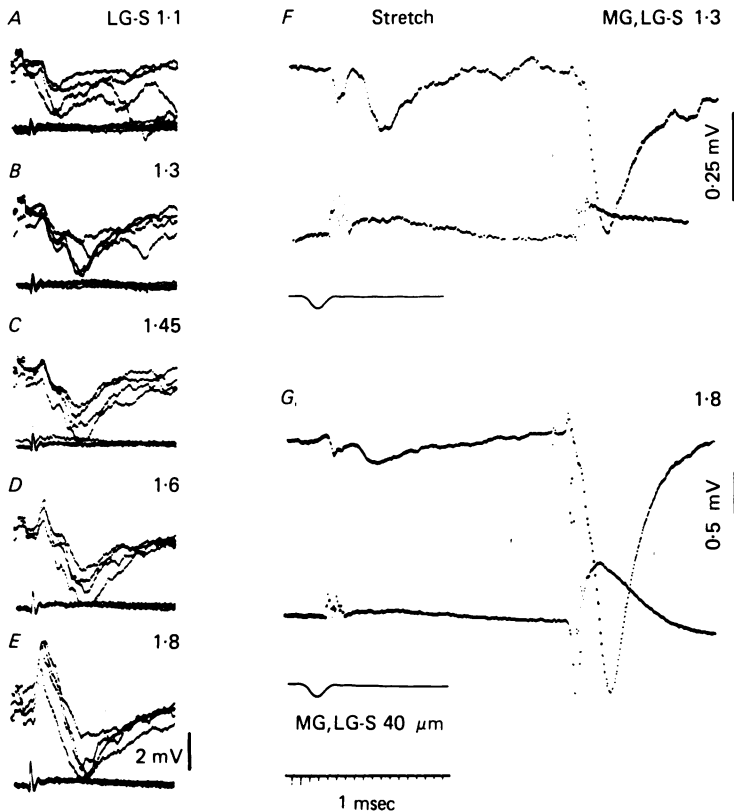 A LG-S 1·1
B 1·3
C 1·45
D 1·6
E 1·8
2 mV
F Stretch MG, LG-S 1·3
0·25 mV
G 1·8
0·5 mV
MG, LG-S 40 μm
1 msec